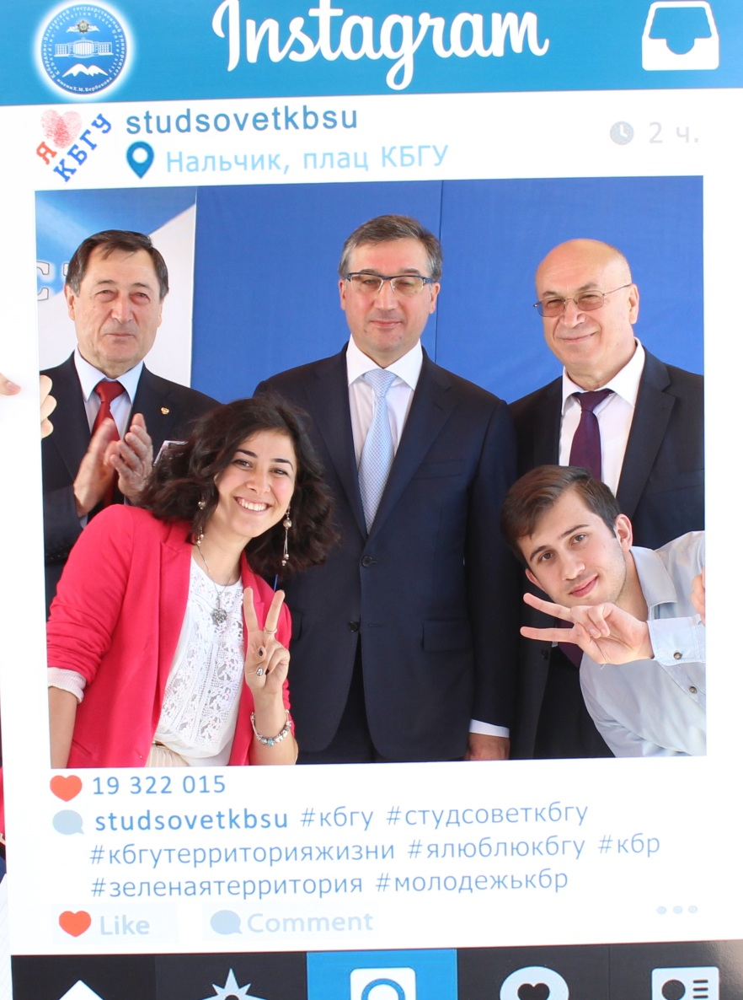 Instagram
Я
КБГУ
studsovetkbsu
2 ч.
Нальчик, плац КБГУ
19 322 015
studsovetkbsu #кбгу #студсоветкбгу
#кбгутерриторияжизни #ялюблюкбгу #кбр
#зеленаятерритория #молодежькбр
Like
Comment